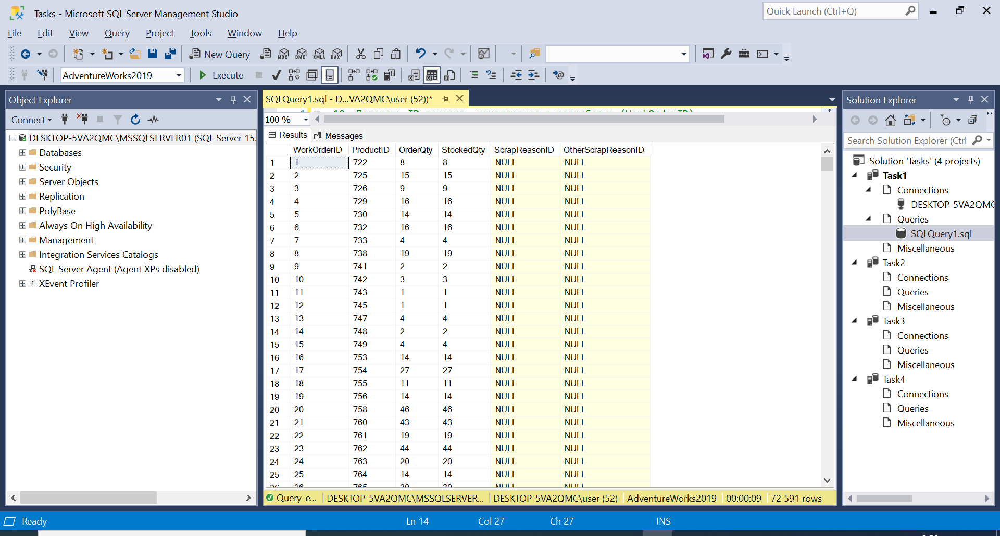 Tasks - Microsoft SQL Server Management Studio
Quick Launch (Ctrl+Q)
File Edit View Query Project Tools Window Help
New Query MDX DMX XMLA DAX
AdventureWorks2019 Execute
Object Explorer
Connect
DESKTOP-5VA2QMC\MSSQLSERVER01 (SQL Server 15.
Databases
Security
Server Objects
Replication
PolyBase
Always On High Availability
Management
Integration Services Catalogs
SQL Server Agent (Agent XPs disabled)
XEvent Profiler
SQLQuery1.sql - D...VA2QMC\user (52))*
100 %
Results Messages
WorkOrderID ProductID OrderQty StockedQty ScrapReasonID OtherScrapReasonID
1 1 722 8 8 NULL NULL
2 2 725 15 15 NULL NULL
3 3 726 9 9 NULL NULL
4 4 729 16 16 NULL NULL
5 5 730 14 14 NULL NULL
6 6 732 16 16 NULL NULL
7 7 733 4 4 NULL NULL
8 8 738 19 19 NULL NULL
9 9 741 2 2 NULL NULL
10 10 742 3 3 NULL NULL
11 11 743 1 1 NULL NULL
12 12 745 1 1 NULL NULL
13 13 747 4 4 NULL NULL
14 14 748 2 2 NULL NULL
15 15 749 4 4 NULL NULL
16 16 753 14 14 NULL NULL
17 17 754 27 27 NULL NULL
18 18 755 11 11 NULL NULL
19 19 756 14 14 NULL NULL
20 20 758 46 46 NULL NULL
21 21 760 43 43 NULL NULL
22 22 761 19 19 NULL NULL
23 23 762 44 44 NULL NULL
24 24 763 20 20 NULL NULL
25 25 764 14 14 NULL NULL
26 26 765 30 30 NULL NULL
Query e... DESKTOP-5VA2QMC\MSSQLSERVER... DESKTOP-5VA2QMC\user (52) AdventureWorks2019 00:00:09 72 591 rows
Solution Explorer
Search Solution Explorer (Ctrl
Solution 'Tasks' (4 projects)
Task1
Connections
DESKTOP-5VA2QMC
Queries
SQLQuery1.sql
Miscellaneous
Task2
Connections
Queries
Miscellaneous
Task3
Connections
Queries
Miscellaneous
Task4
Connections
Queries
Miscellaneous
Ready Ln 14 Col 27 Ch 27 INS